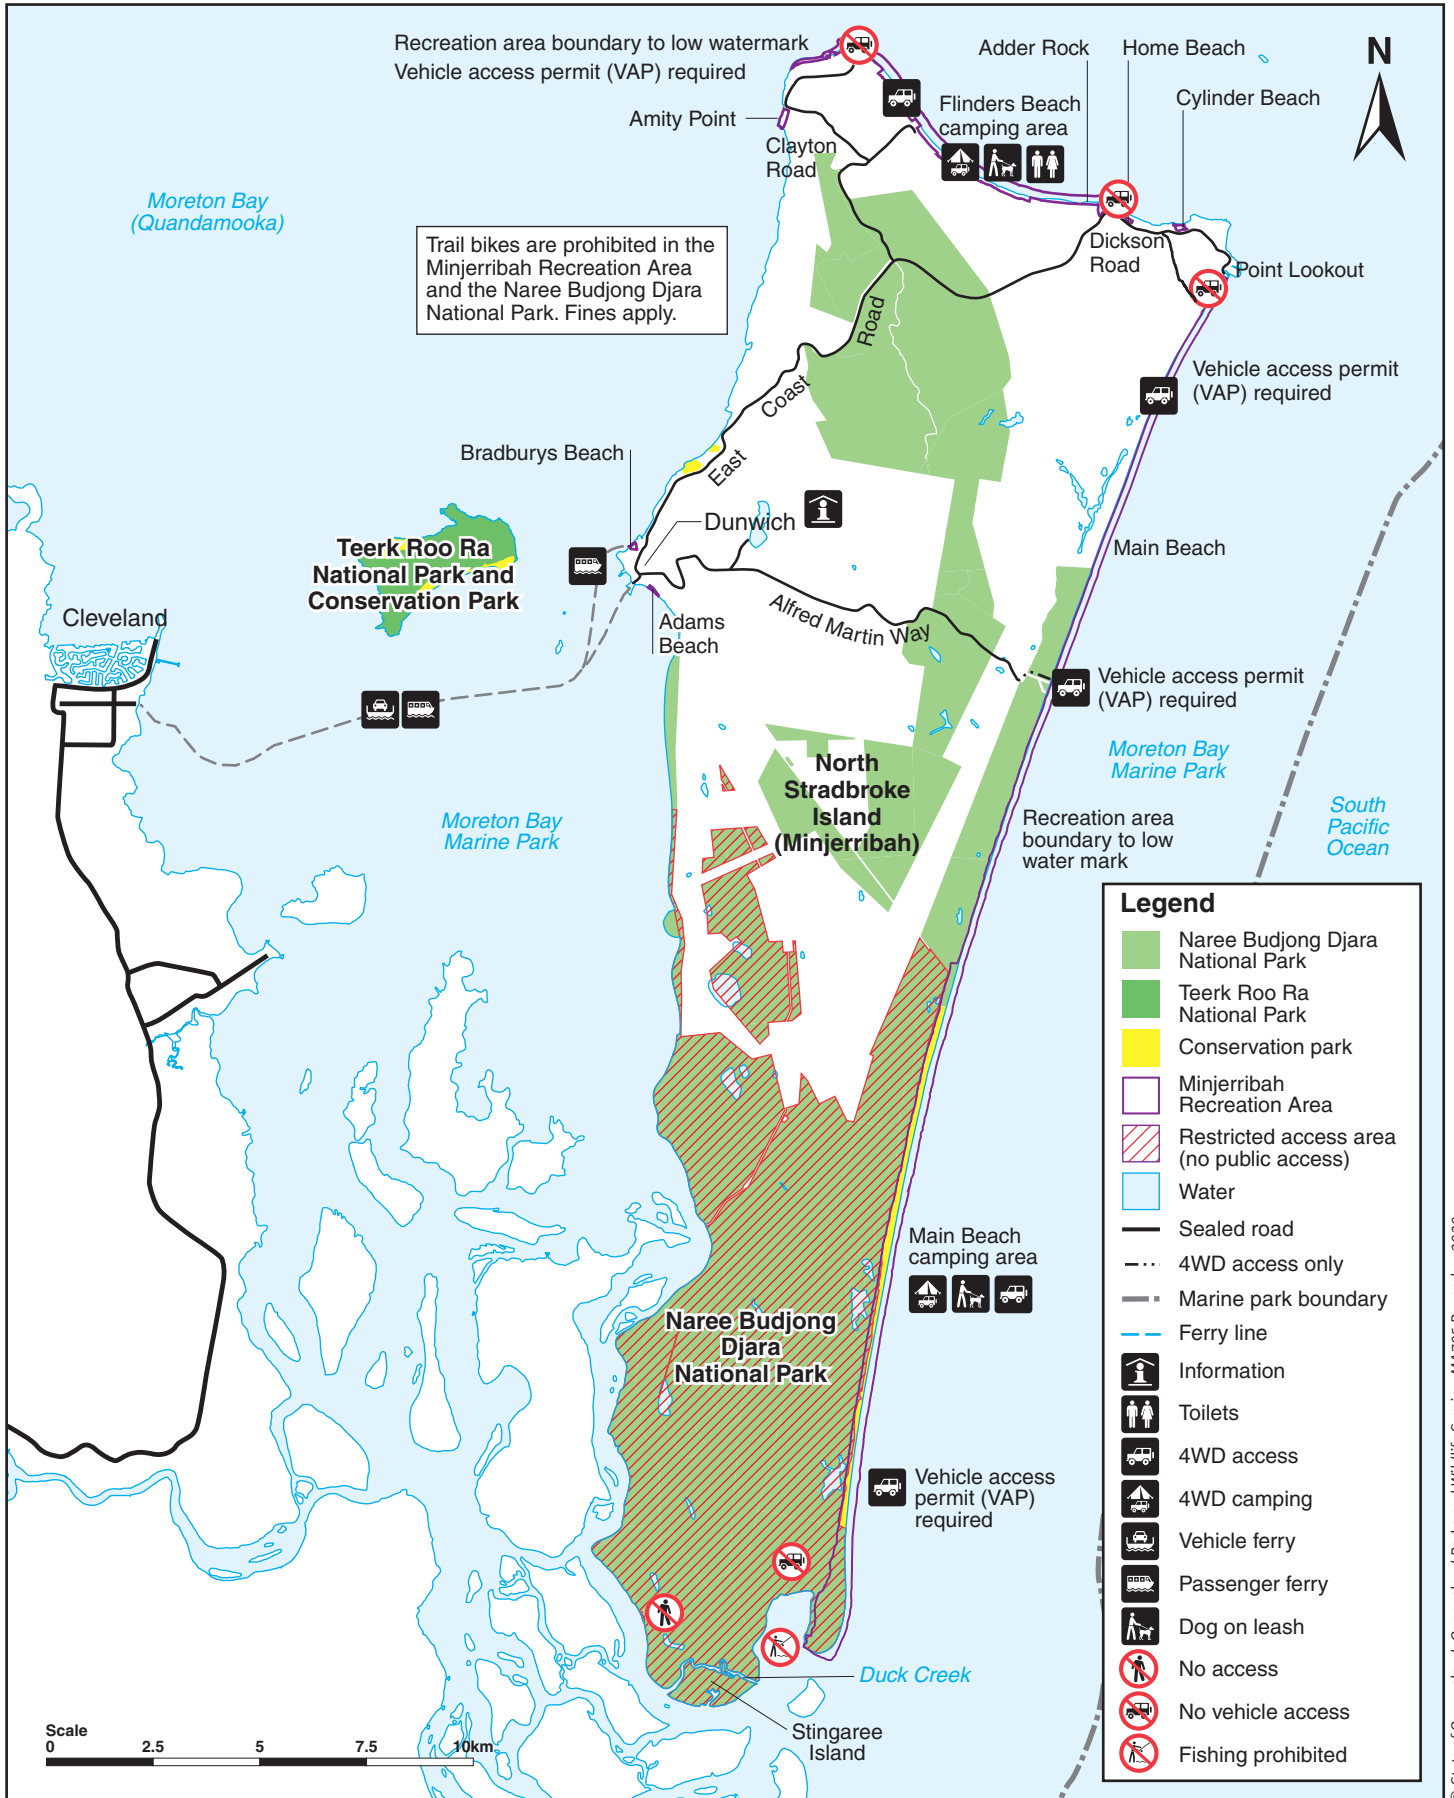 Recreation area boundary to low watermark
Vehicle access permit (VAP) required
Adder Rock
Home Beach
N
Cylinder Beach
Amity Point
Flinders Beach
camping area
Clayton
Road
Moreton Bay
(Quandamooka)
Trail bikes are prohibited in the
Minjerribah Recreation Area
and the Naree Budjong Djara
National Park. Fines apply.
Dickson
Road
Point Lookout
East
Coast
Road
Vehicle access permit
(VAP) required
Bradburys Beach
Dunwich
Main Beach
Teerk Roo Ra
National Park and
Conservation Park
Cleveland
Adams
Beach
Alfred Martin Way
Vehicle access permit
(VAP) required
Moreton Bay
Marine Park
North
Stradbroke
Island
(Minjerribah)
Moreton Bay
Marine Park
Recreation area
boundary to low
water mark
South
Pacific
Ocean
Main Beach
camping area
Naree Budjong
Djara
National Park
Vehicle access
permit (VAP)
required
Duck Creek
Stingaree
Island
Scale
0 2.5 5 7.5 10km
Legend
Naree Budjong Djara
National Park
Teerk Roo Ra
National Park
Conservation park
Minjerribah
Recreation Area
Restricted access area
(no public access)
Water
Sealed road
4WD access only
Marine park boundary
Ferry line
Information
Toilets
4WD access
4WD camping
Vehicle ferry
Passenger ferry
Dog on leash
No access
No vehicle access
Fishing prohibited